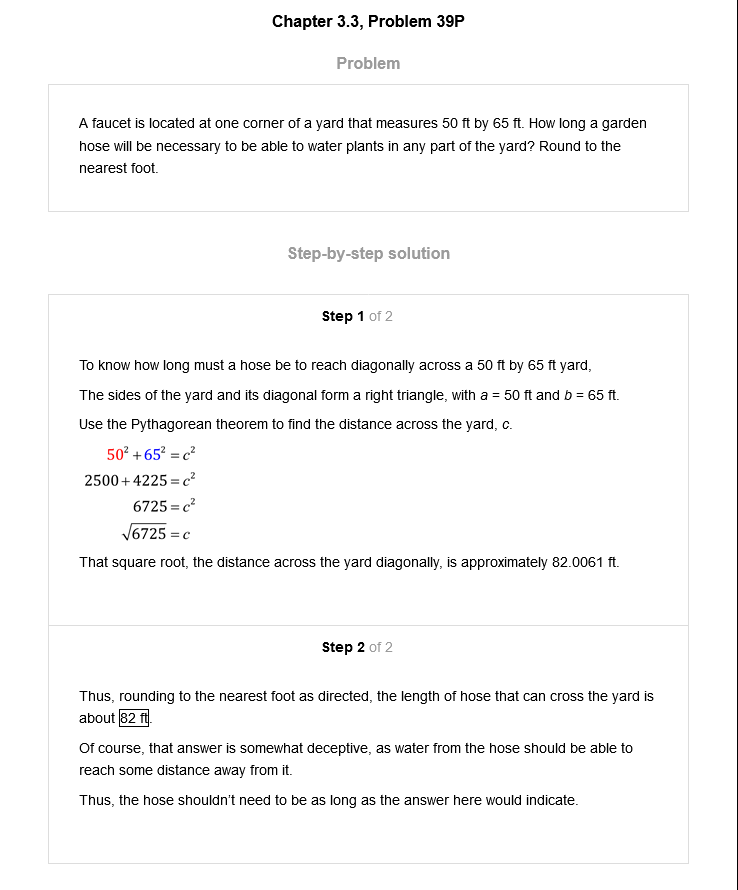 Chapter 3.3, Problem 39P
Problem
A faucet is located at one corner of a yard that measures 50 ft by 65 ft. How long a garden
hose will be necessary to be able to water plants in any part of the yard? Round to the
nearest foot.
Step-by-step solution
Step 1 of 2
To know how long must a hose be to reach diagonally across a 50 ft by 65 ft yard,
The sides of the yard and its diagonal form a right triangle, with a = 50 ft and b = 65 ft.
Use the Pythagorean theorem to find the distance across the yard, c.
50² + 65² = c²
2500 + 4225 = c²
6725 = c²
√6725 = c
That square root, the distance across the yard diagonally, is approximately 82.0061 ft.
Step 2 of 2
Thus, rounding to the nearest foot as directed, the length of hose that can cross the yard is
about 82 ft.
Of course, that answer is somewhat deceptive, as water from the hose should be able to
reach some distance away from it.
Thus, the hose shouldn't need to be as long as the answer here would indicate.